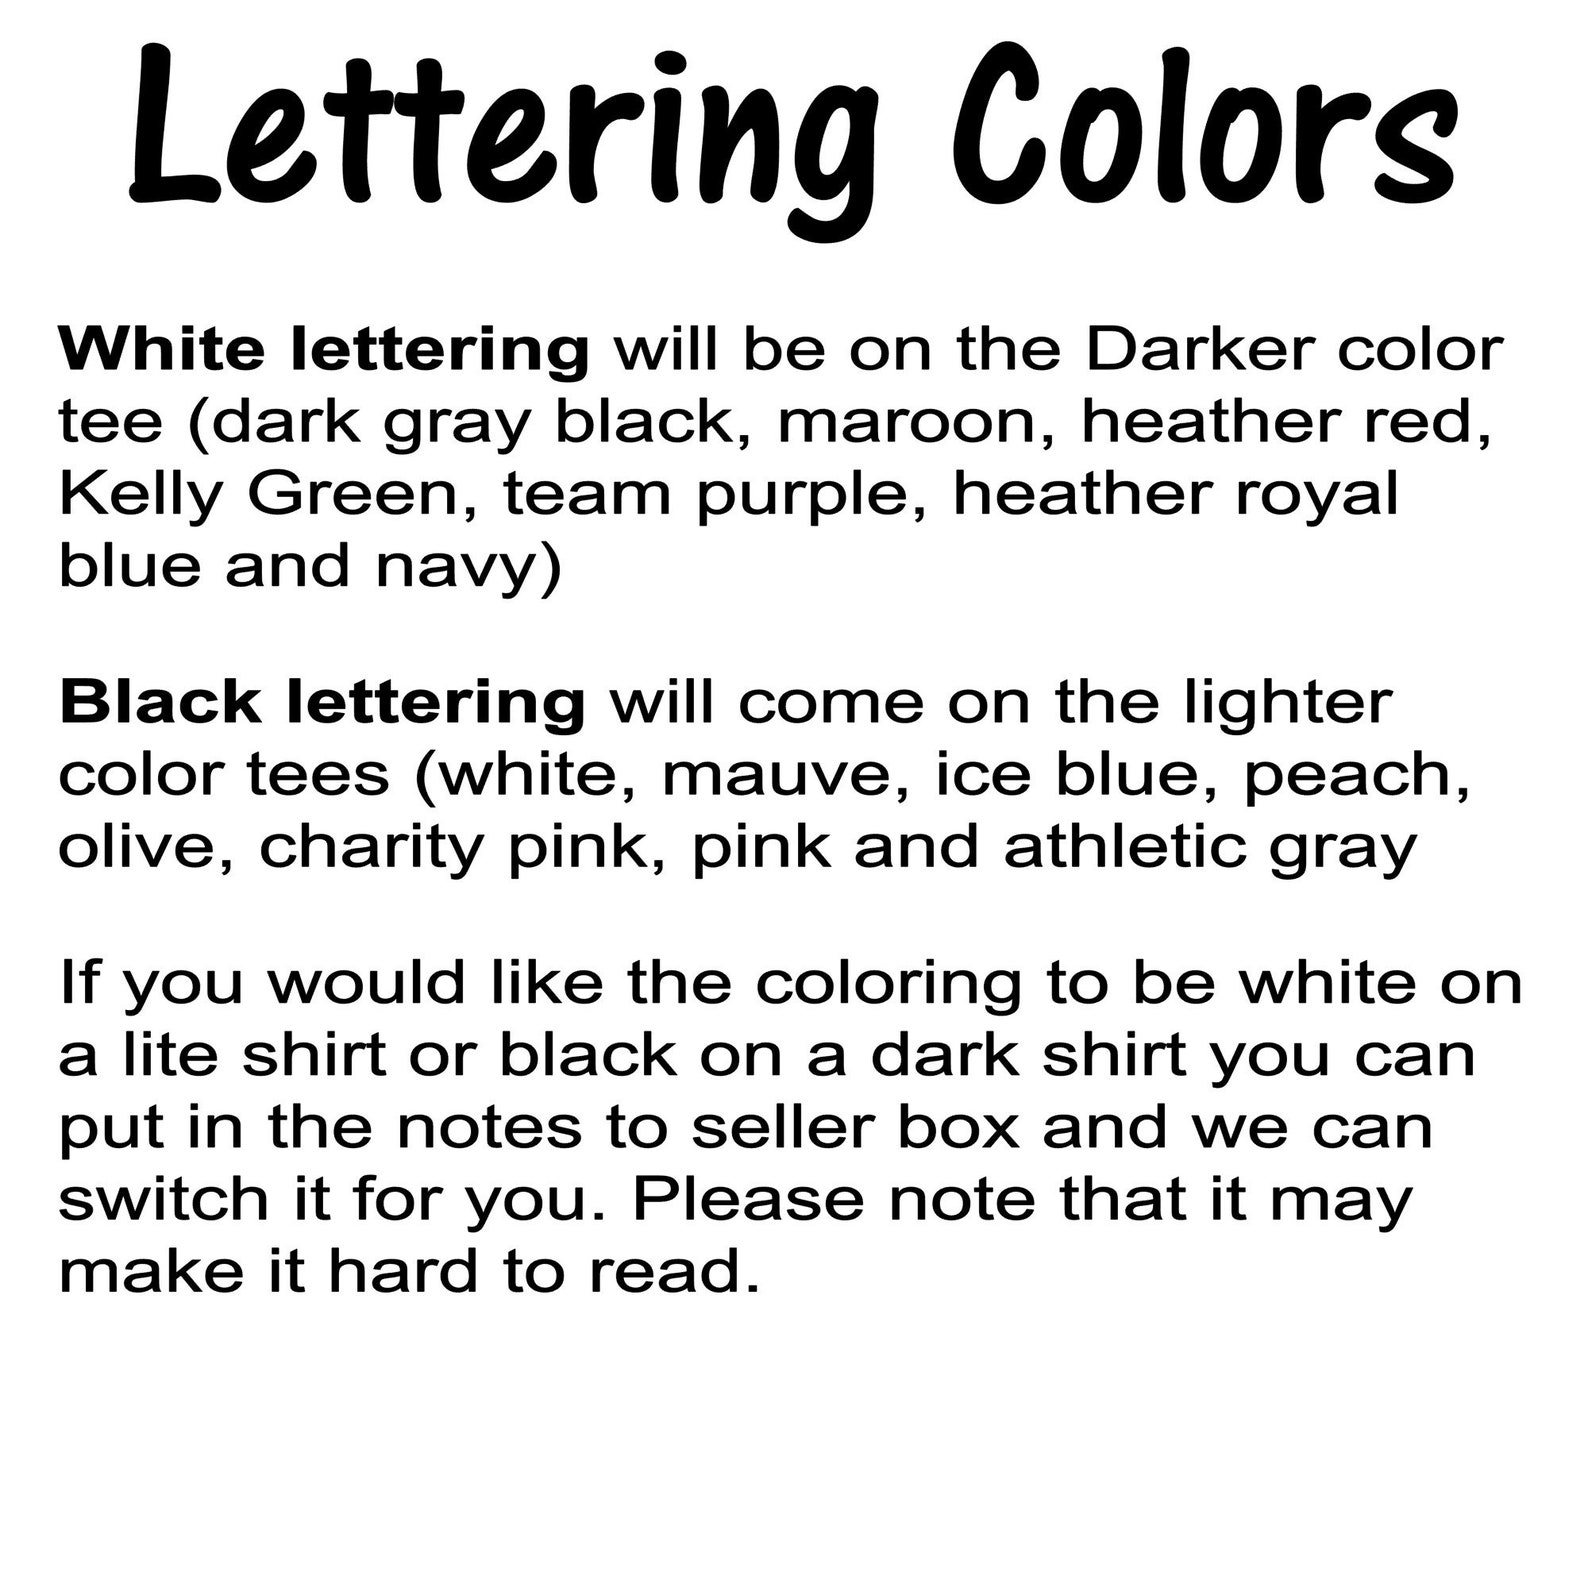 Lettering Colors
White lettering will be on the Darker color
tee (dark gray black, maroon, heather red,
Kelly Green, team purple, heather royal
blue and navy)
Black lettering will come on the lighter
color tees (white, mauve, ice blue, peach,
olive, charity pink, pink and athletic gray
If you would like the coloring to be white on
a lite shirt or black on a dark shirt you can
put in the notes to seller box and we can
switch it for you. Please note that it may
make it hard to read.